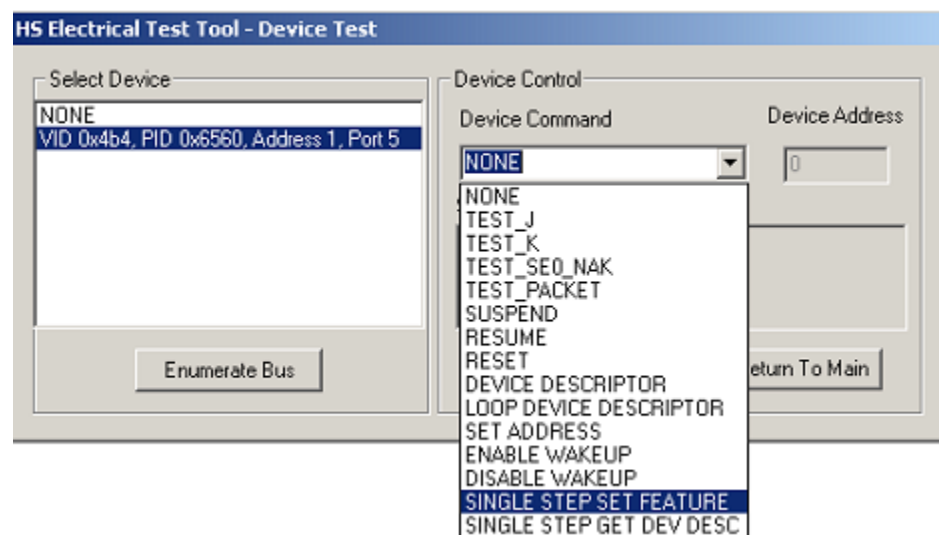 HS Electrical Test Tool - Device Test
Select Device
NONE
VID 0x4b4, PID 0x6560, Address 1, Port 5
Enumerate Bus
Device Control
Device Command
Device Address
NONE
0
NONE
TEST_J
TEST_K
TEST_SE0_NAK
TEST_PACKET
SUSPEND
RESUME
RESET
DEVICE DESCRIPTOR
LOOP DEVICE DESCRIPTOR
SET ADDRESS
ENABLE WAKEUP
DISABLE WAKEUP
SINGLE STEP SET FEATURE
SINGLE STEP GET DEV DESC
eturn To Main